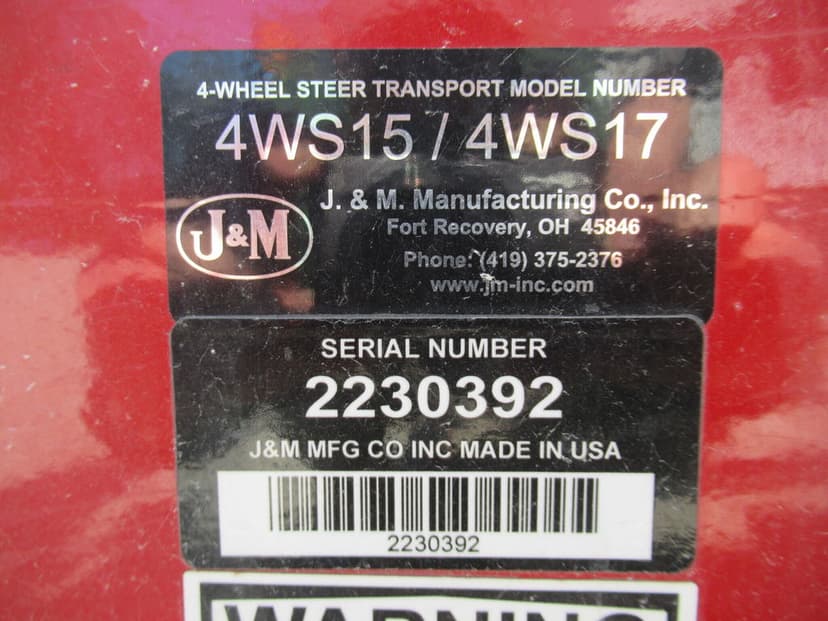 4-WHEEL STEER TRANSPORT MODEL NUMBER
4WS15 / 4WS17
J&M
J. & M. Manufacturing Co., Inc.
Fort Recovery, OH 45846
Phone: (419) 375-2376
www.jm-inc.com
SERIAL NUMBER
2230392
J&M MFG CO INC MADE IN USA
2230392
WARNING